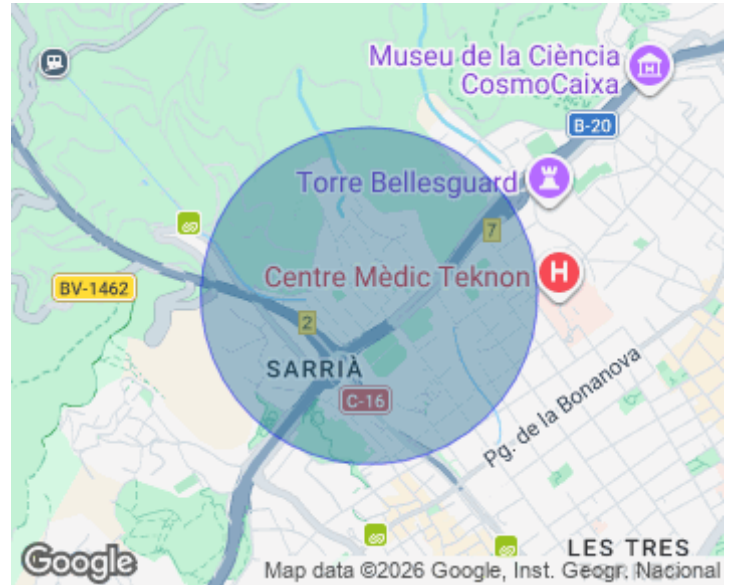 Museu de la Ciència
CosmoCaixa
B-20
Torre Bellesguard
7
Centre Mèdic Teknon
H
BV-1462
2
SARRIÀ
C-16
Pg. de la Bonanova
LES TRES
Google
Map data ©2026 Google, Inst. Geogr. Nacional